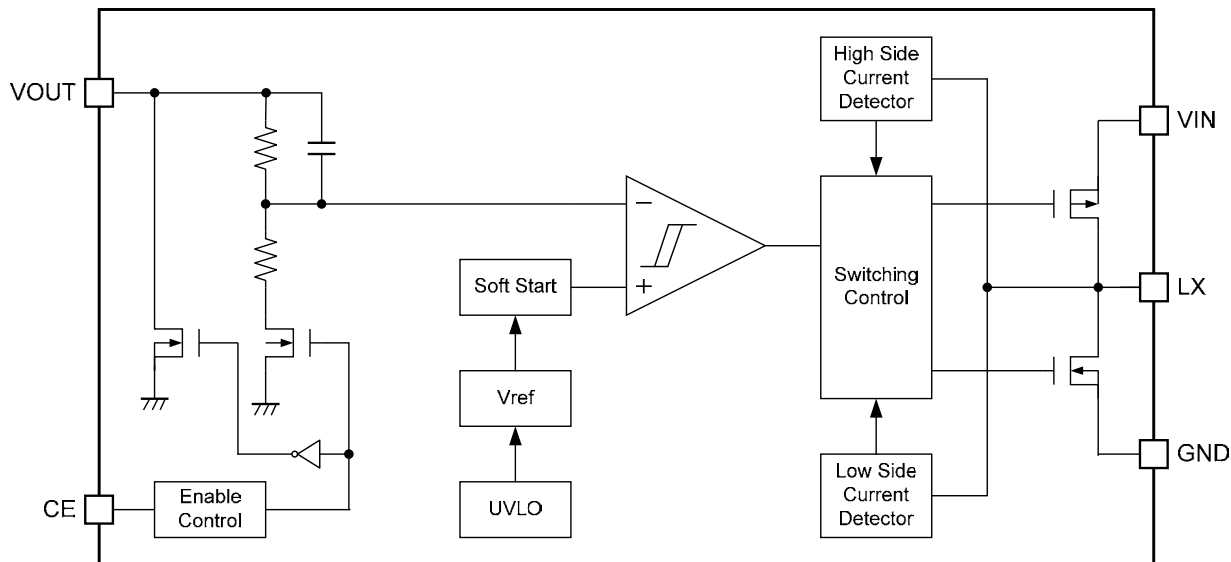 High Side
Current
Detector
VOUT
VIN
−
Soft Start
+
Switching
Control
LX
Vref
GND
CE
Enable
Control
UVLO
Low Side
Current
Detector